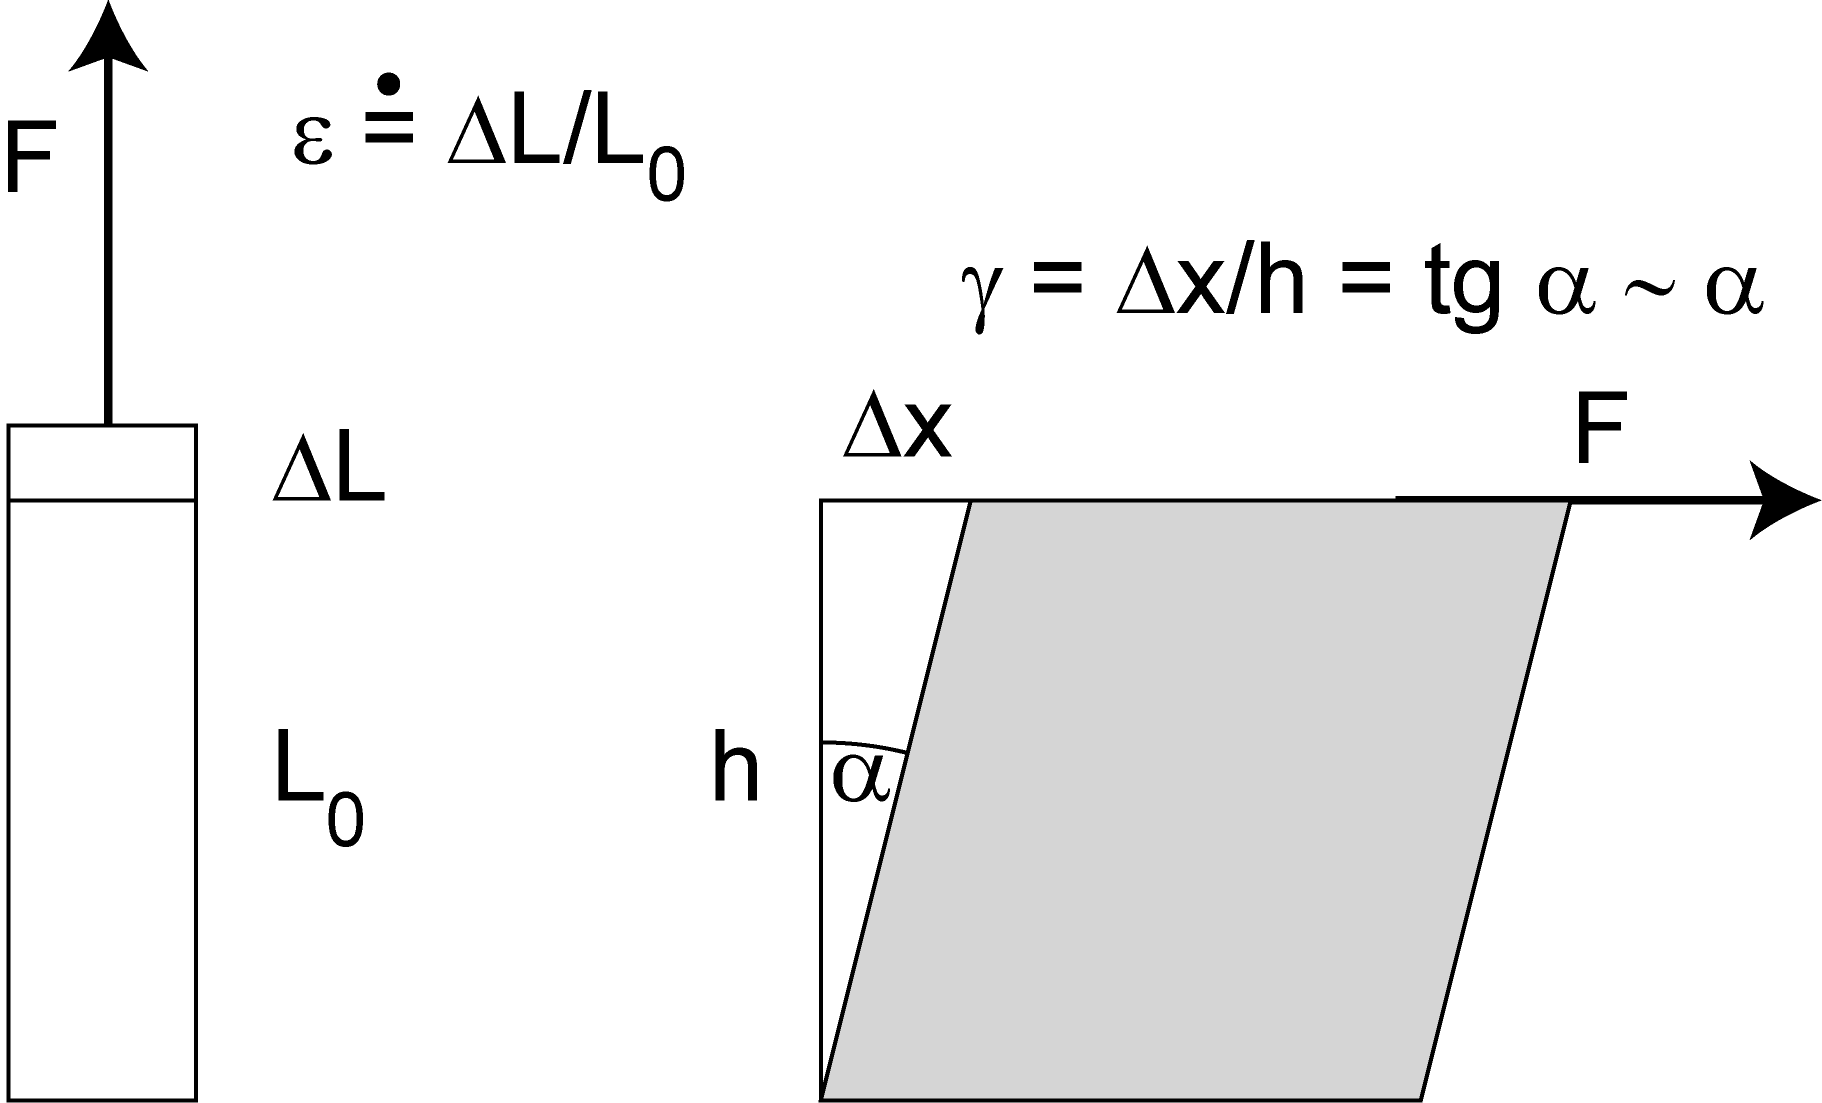 F
ε ≐ ΔL/L₀
γ = Δx/h = tg α ~ α
Δx
F
ΔL
L₀
h
α